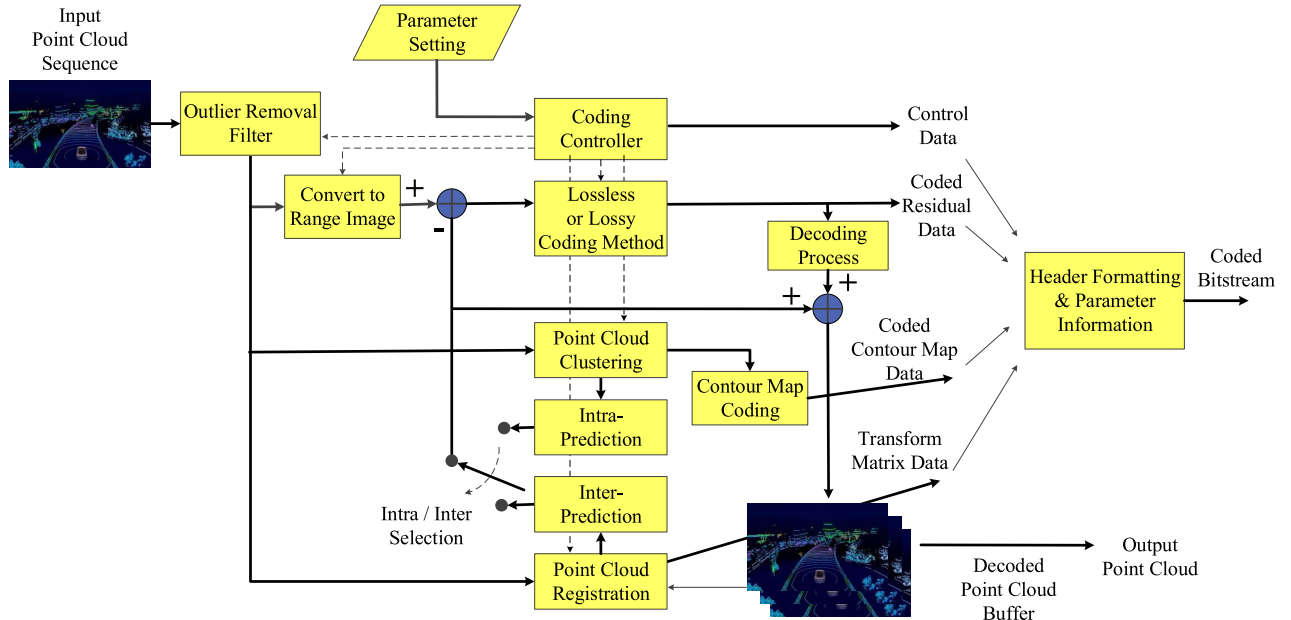 Input
Point Cloud
Sequence
Parameter
Setting
Outlier Removal
Filter
Coding
Controller
Control
Data
Convert to
Range Image
+
-
Lossless
or Lossy
Coding Method
Coded
Residual
Data
Decoding
Process
+
+
Header Formatting
& Parameter
Information
Coded
Bitstream
Point Cloud
Clustering
Contour Map
Coding
Coded
Contour Map
Data
Intra-
Prediction
Inter-
Prediction
Intra / Inter
Selection
Transform
Matrix Data
Point Cloud
Registration
Decoded
Point Cloud
Buffer
Output
Point Cloud